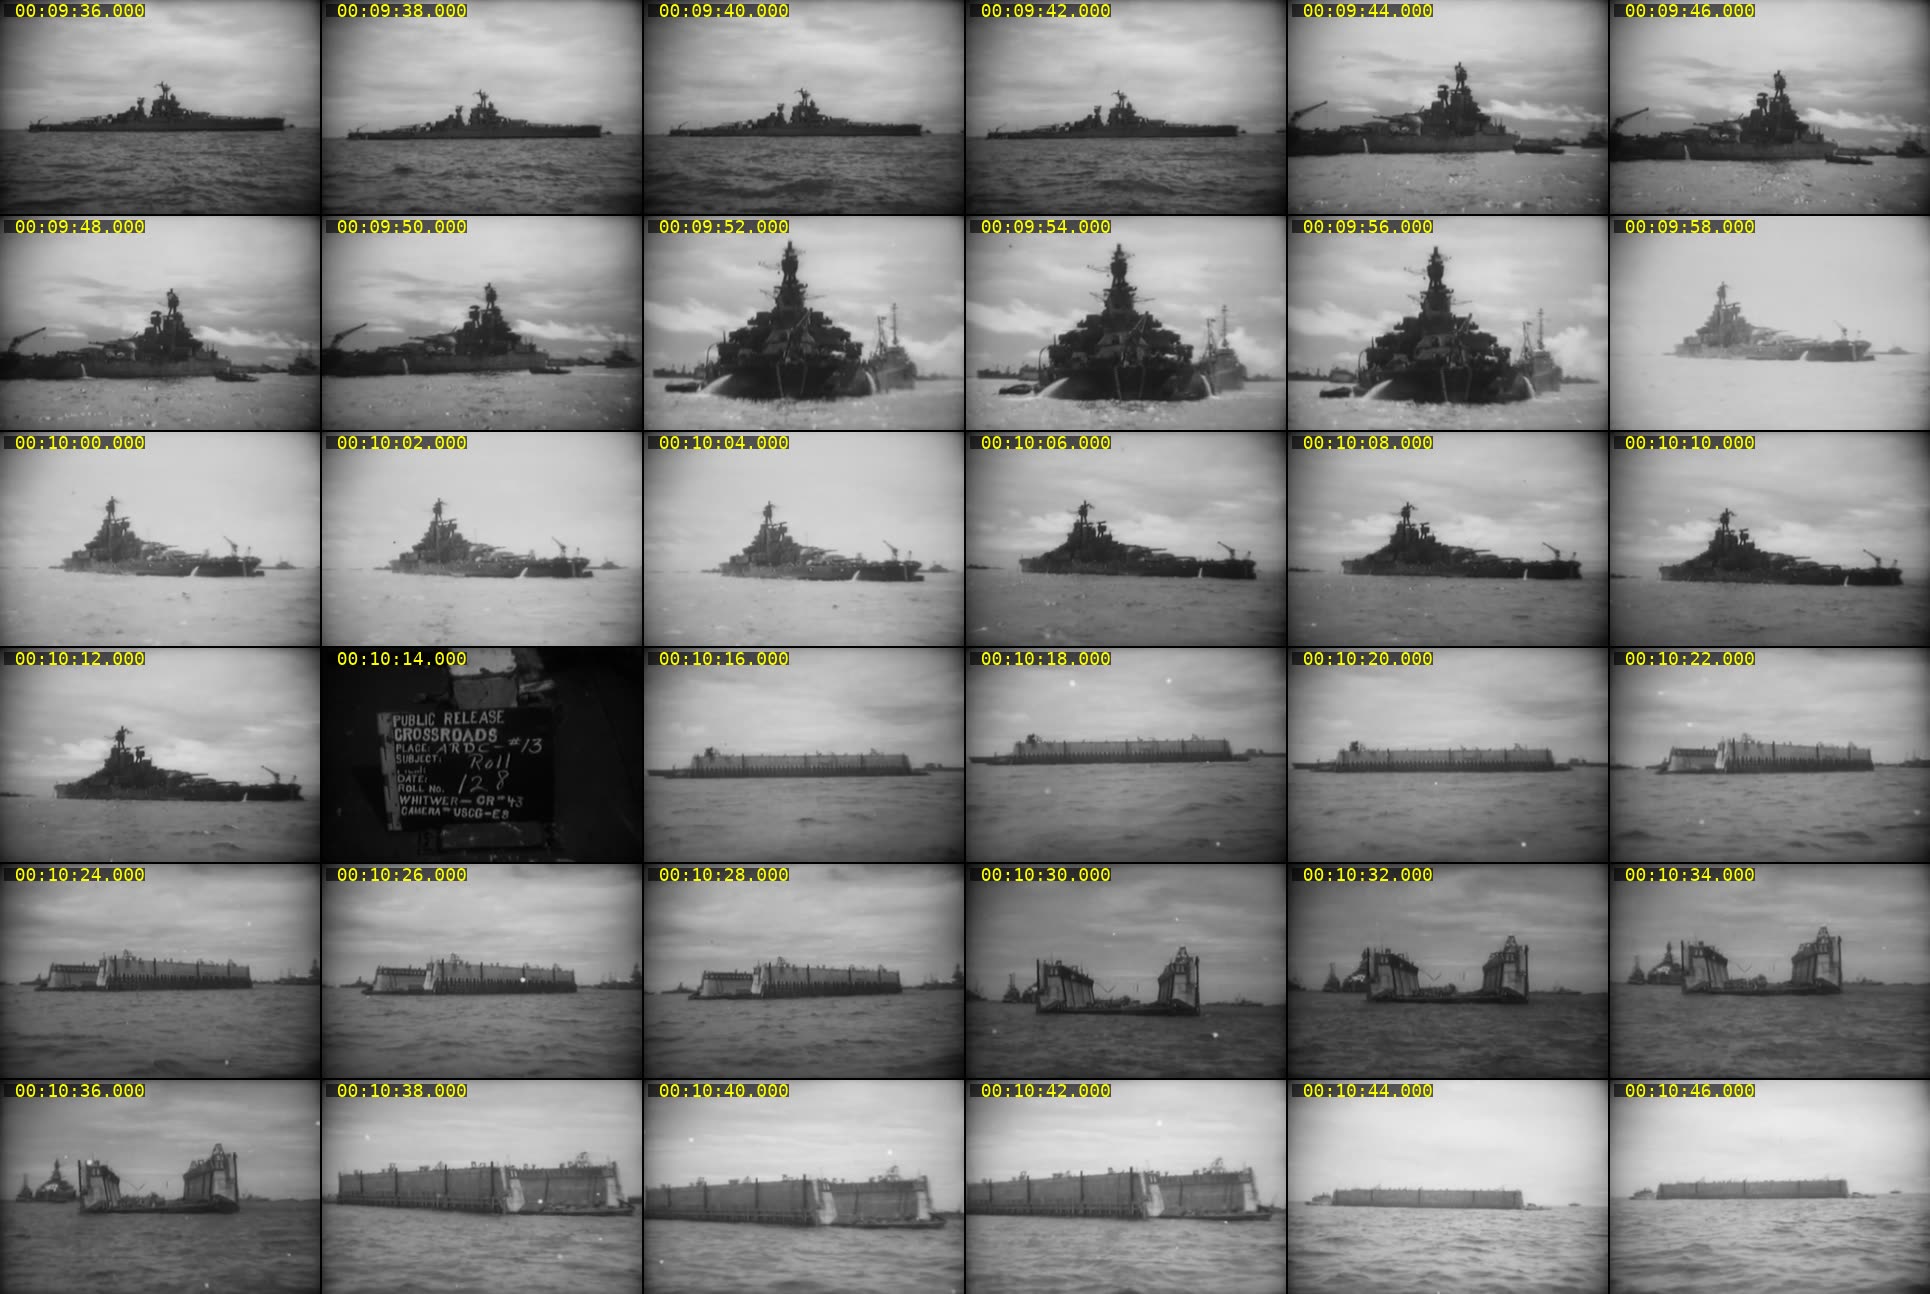 00:09:36.000 00:09:38.000 00:09:40.000 00:09:42.000 00:09:44.000 00:09:46.000
00:09:48.000 00:09:50.000 00:09:52.000 00:09:54.000 00:09:56.000 00:09:58.000
00:10:00.000 00:10:02.000 00:10:04.000 00:10:06.000 00:10:08.000 00:10:10.000
00:10:12.000 00:10:14.000 00:10:16.000 00:10:18.000 00:10:20.000 00:10:22.000
PUBLIC RELEASE
CROSSROADS
PLACE: ARDC-#13
SUBJECT: Roll
DATE:
ROLL NO. 128
WHITWER-CR#43
CAMERA USCG-E8
00:10:24.000 00:10:26.000 00:10:28.000 00:10:30.000 00:10:32.000 00:10:34.000
00:10:36.000 00:10:38.000 00:10:40.000 00:10:42.000 00:10:44.000 00:10:46.000